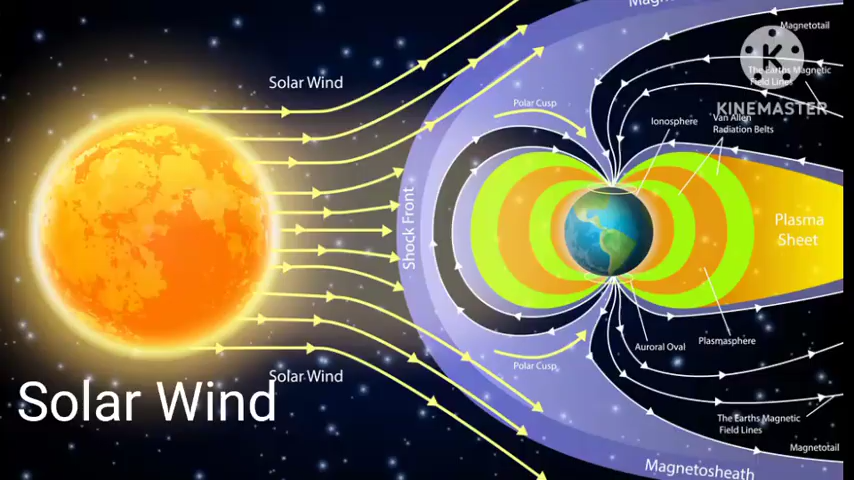 Magn
Magnetotail
Solar Wind
The Earths Magnetic
Field Lines
KINEMASTER
Polar Cusp
Ionosphere
Van Allen
Radiation Belts
Shock Front
Plasma
Sheet
Auroral Oval
Plasmasphere
Polar Cusp
Solar Wind
Solar Wind
The Earths Magnetic
Field Lines
Magnetotail
Magnetosheath